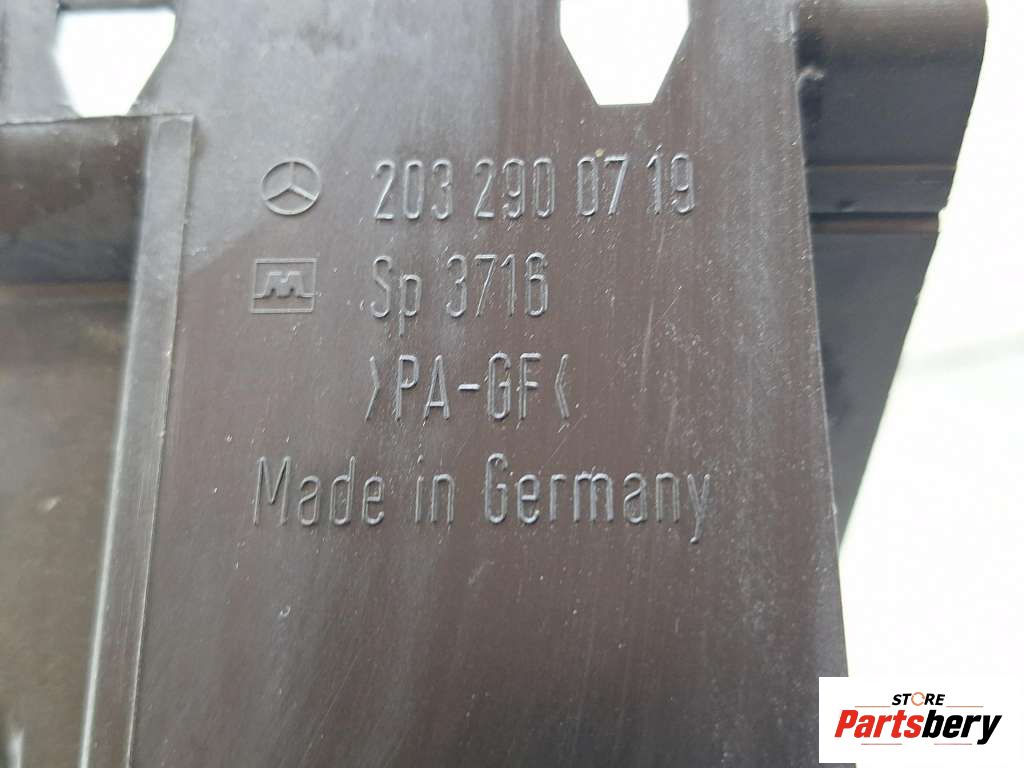 203 290 07 19
M Sp 3716
>PA-GF<
Made in Germany
STORE
Partsbery